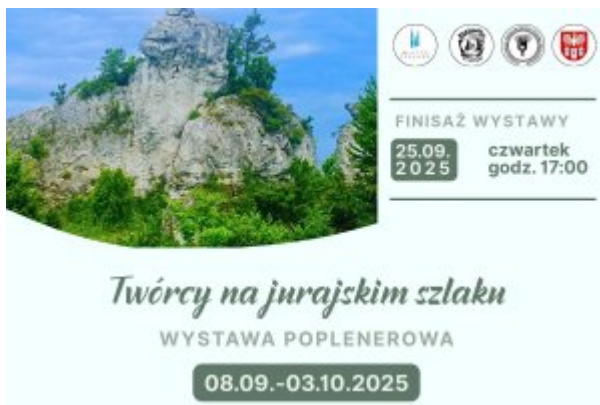 FINISAŻ WYSTAWY
25.09.
2025
czwartek
godz. 17:00
Twórcy na jurajskim szlaku
WYSTAWA POPLENEROWA
08.09.-03.10.2025